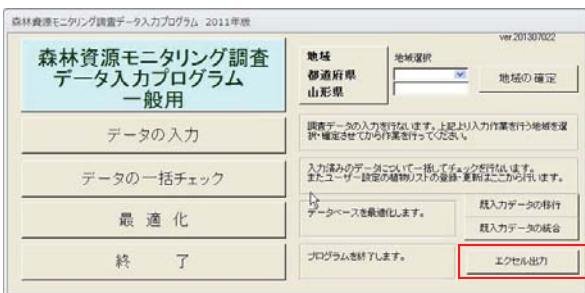 森林資源モニタリング調査データ入力プログラム 2011年版
ver.201307022
森林資源モニタリング調査
データ入力プログラム
一般用
地域
都道府県
山形県
地域選択
地域の確定
データの入力
調査データの入力を行ないます。上記より入力作業を行う地域を選
択・確定させてから作業を行ってください。
データの一括チェック
入力済みのデータについて一括してチェックを行ないます。
またユーザー設定の植物リストの登録・更新はここから行います。
最 適 化
データベースを最適化します。
既入力データの移行
既入力データの統合
終 了
プログラムを終了します。
エクセル出力